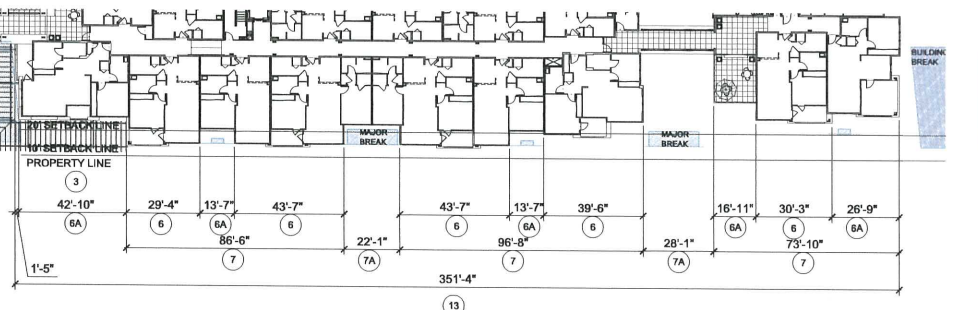 BUILDING
BREAK
20' SETBACK LINE
MAJOR
BREAK
MAJOR
BREAK
10' SETBACK LINE
PROPERTY LINE
3
42'-10" 29'-4" 13'-7" 43'-7" 43'-7" 13'-7" 39'-6" 16'-11" 30'-3" 26'-9"
6A 6 6A 6 6 6A 6 6A 6 6A
86'-6" 22'-1" 96'-8" 28'-1" 73'-10"
7 7A 7 7A 7
1'-5"
351'-4"
13